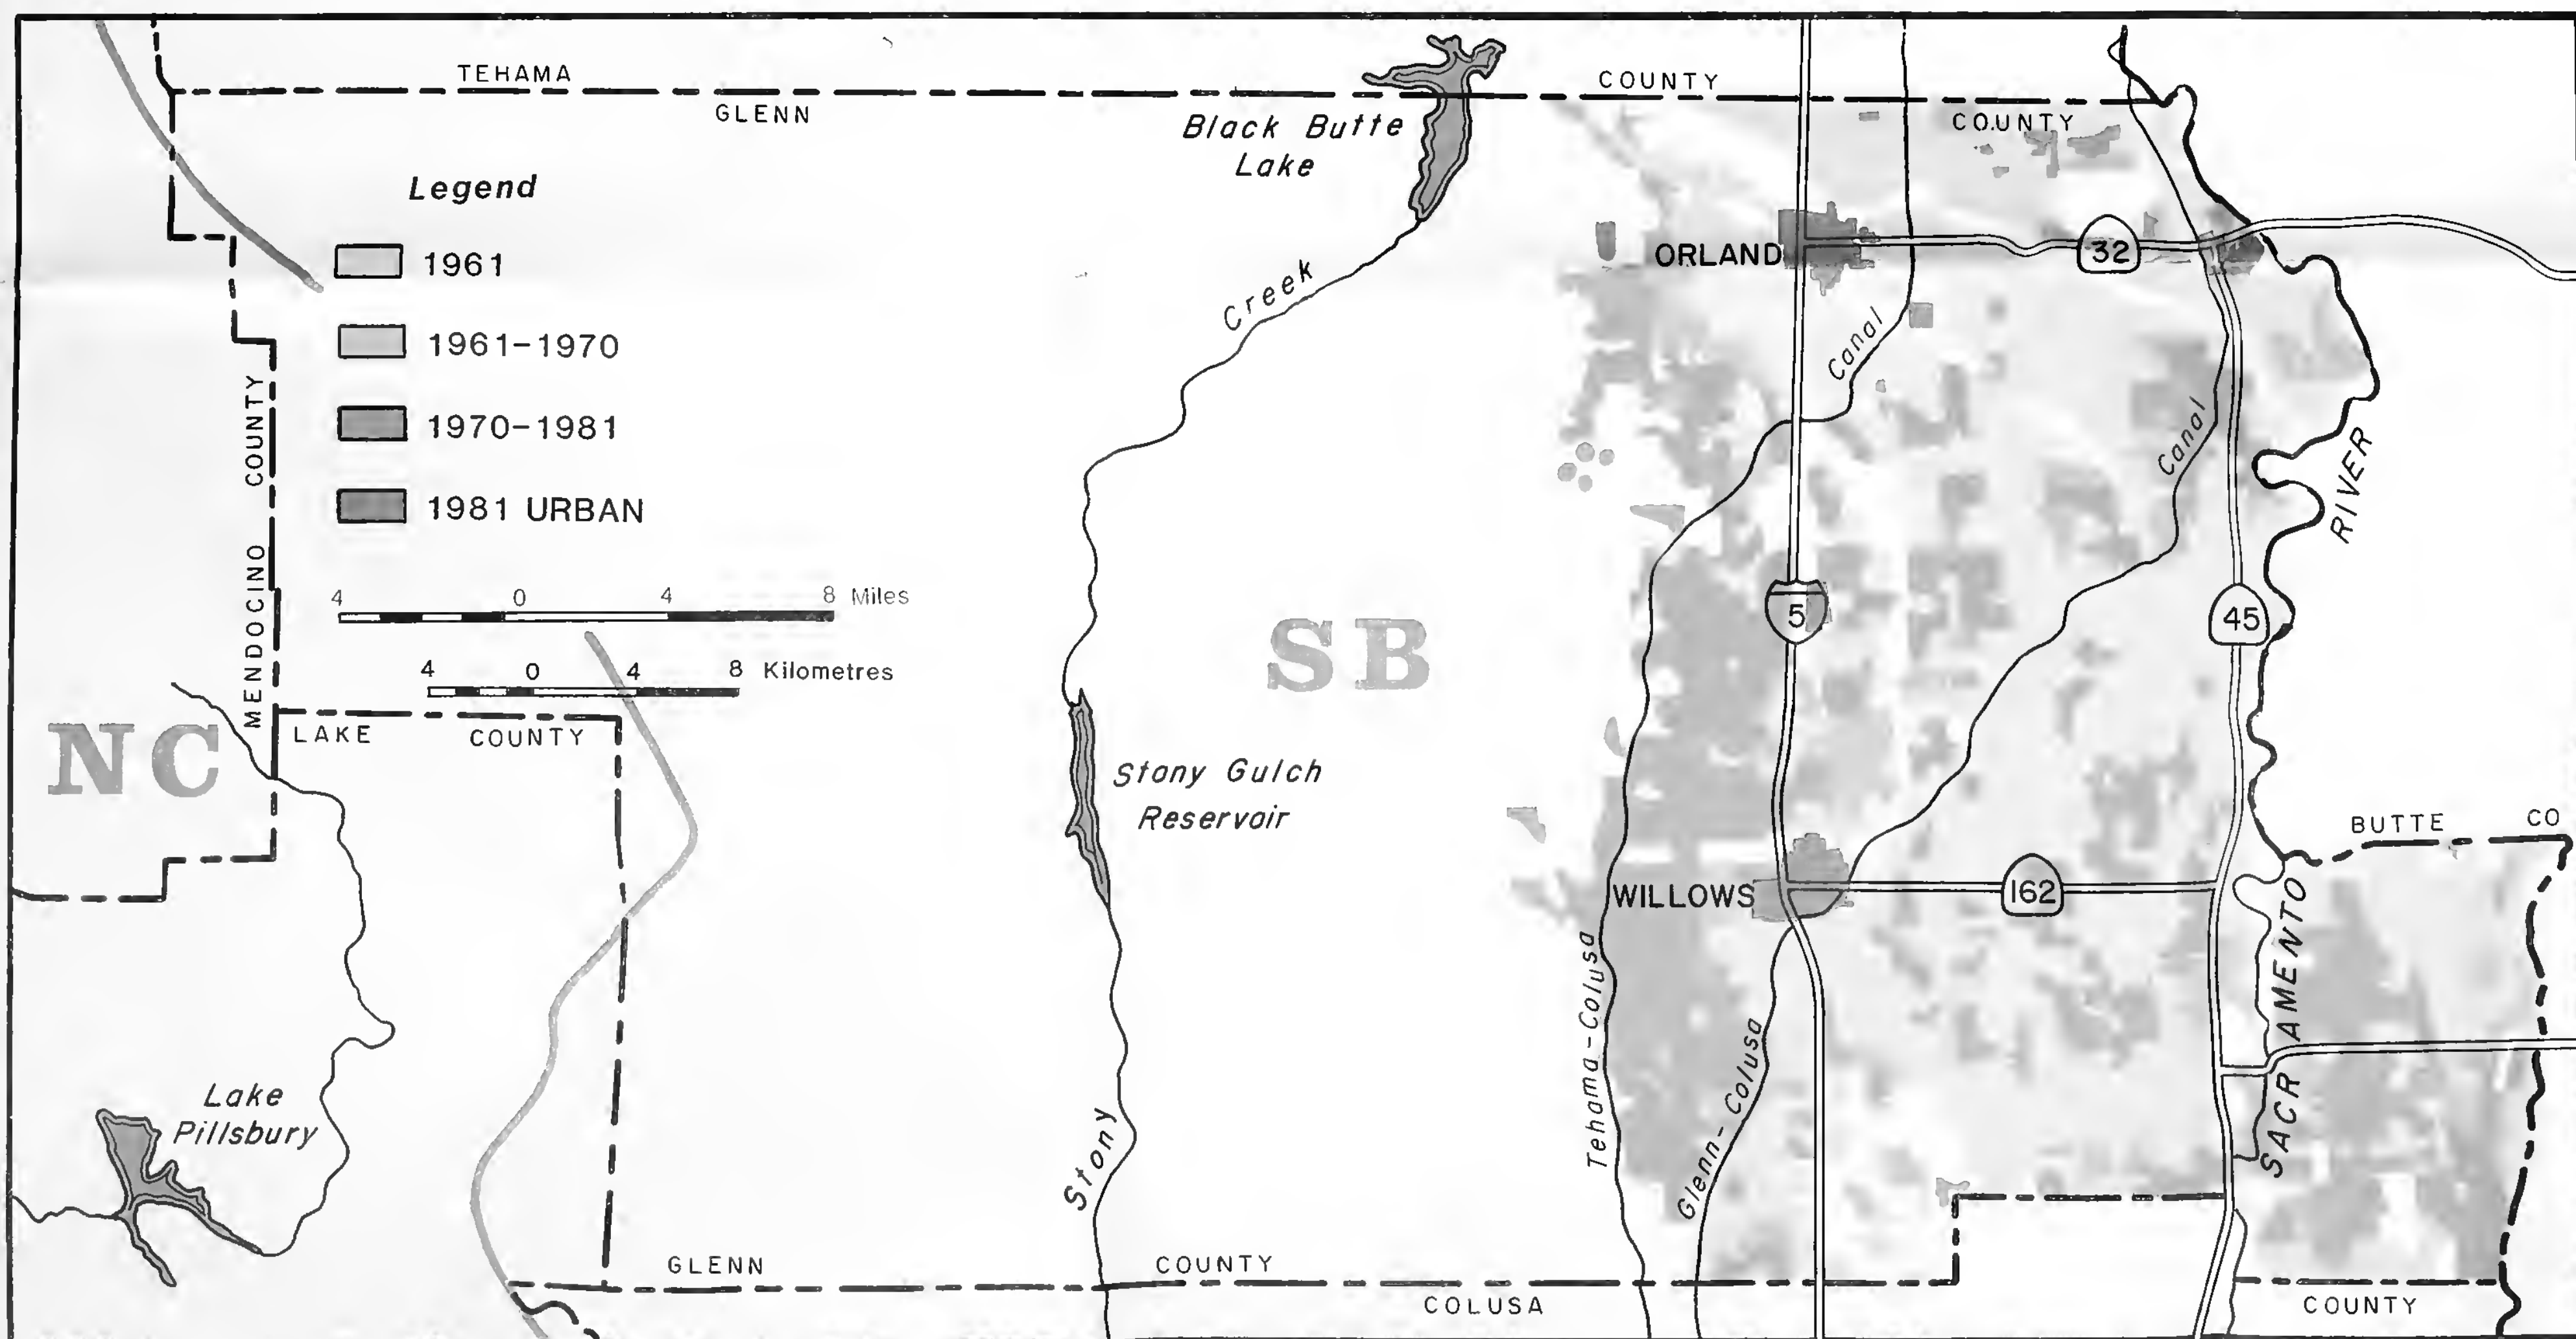 TEHAMA
COUNTY
GLENN
COUNTY
Black Butte
Lake
Legend
1961
1961-1970
1970-1981
1981 URBAN
4 0 4 8 Miles
4 0 4 8 Kilometres
MENDOCINO COUNTY
LAKE COUNTY
NC
SB
ORLAND
32
Creek
Canal
Canal
RIVER
5
45
Stony Gulch
Reservoir
BUTTE CO
WILLOWS
162
SACRAMENTO
Tehama-Colusa
Glenn-Colusa
Lake
Pillsbury
Stony
GLENN
COUNTY
COLUSA
COUNTY